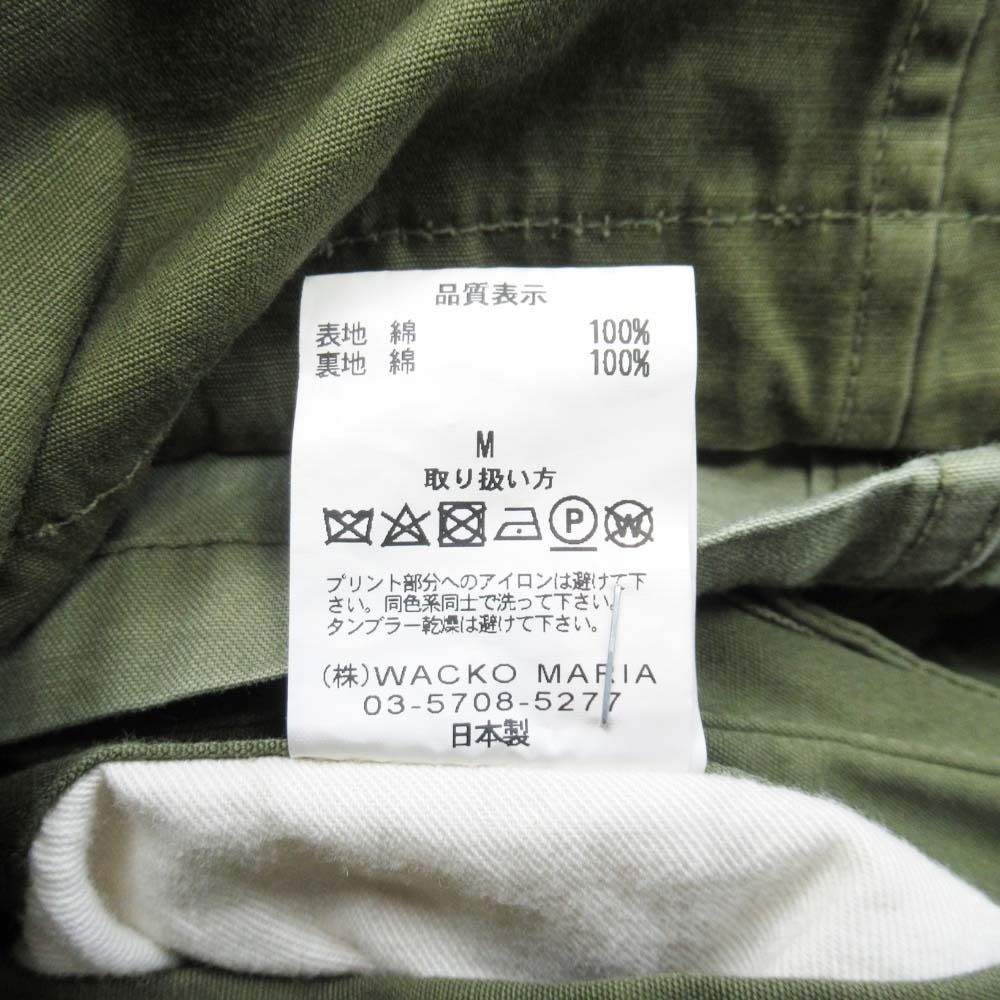 品質表示
表地 綿 100%
裏地 綿 100%
M
取り扱い方
P W
プリント部分へのアイロンは避けて下
さい。同色系同士で洗って下さい。
タンブラー乾燥は避けて下さい。
(株)WACKO MARIA
03-5708-5277
日本製